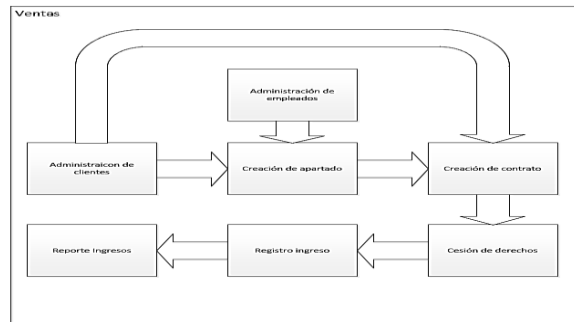 Ventas
Administración de
empleados
Administraicon de
clientes
Creación de apartado
Creación de contrato
Reporte Ingresos
Registro ingreso
Cesión de derechos